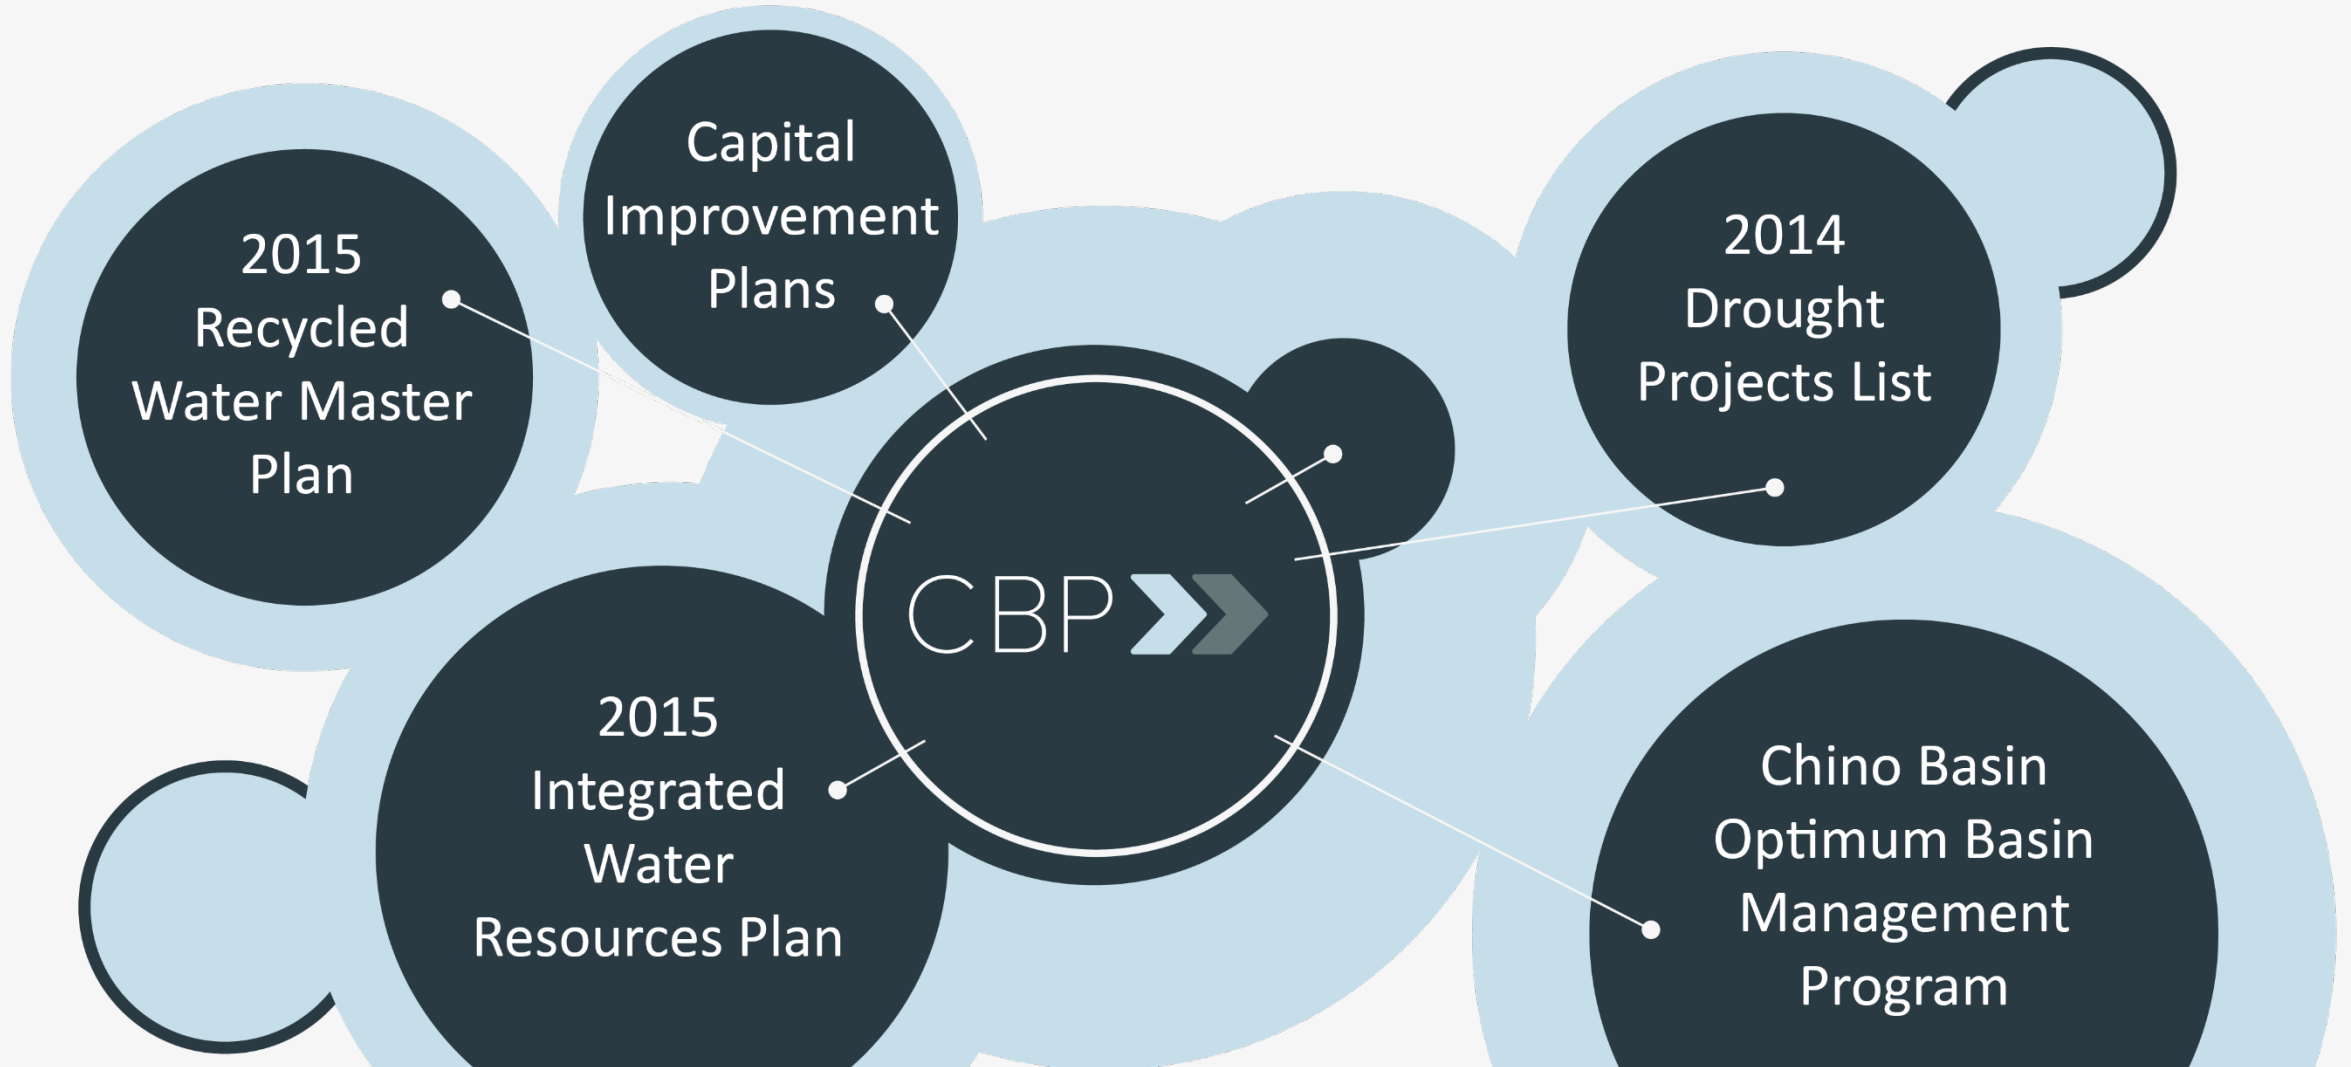 2015
Recycled
Water Master
Plan
Capital
Improvement
Plans
2014
Drought
Projects List
CBP
2015
Integrated
Water
Resources Plan
Chino Basin
Optimum Basin
Management
Program